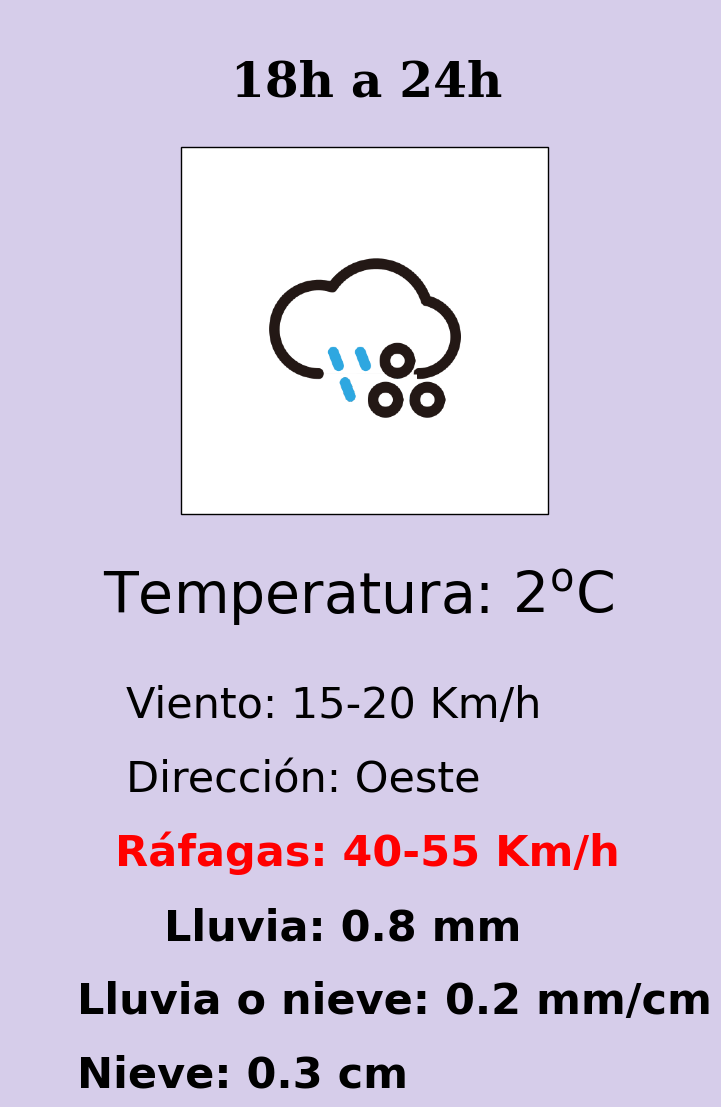 18h a 24h
Temperatura: 2ºC
Viento: 15-20 Km/h
Dirección: Oeste
Ráfagas: 40-55 Km/h
Lluvia: 0.8 mm
Lluvia o nieve: 0.2 mm/cm
Nieve: 0.3 cm